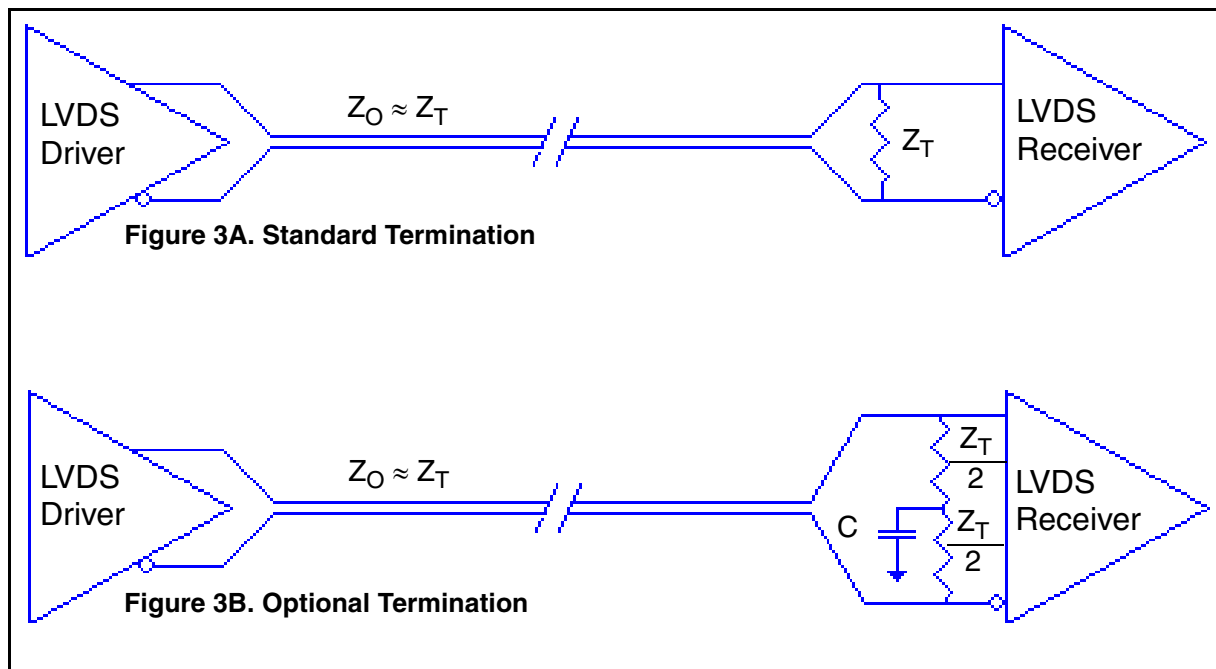 LVDS
Driver
Z_O ≈ Z_T
Z_T
LVDS
Receiver
Figure 3A. Standard Termination
LVDS
Driver
Z_O ≈ Z_T
C
Z_T
2
Z_T
2
LVDS
Receiver
Figure 3B. Optional Termination